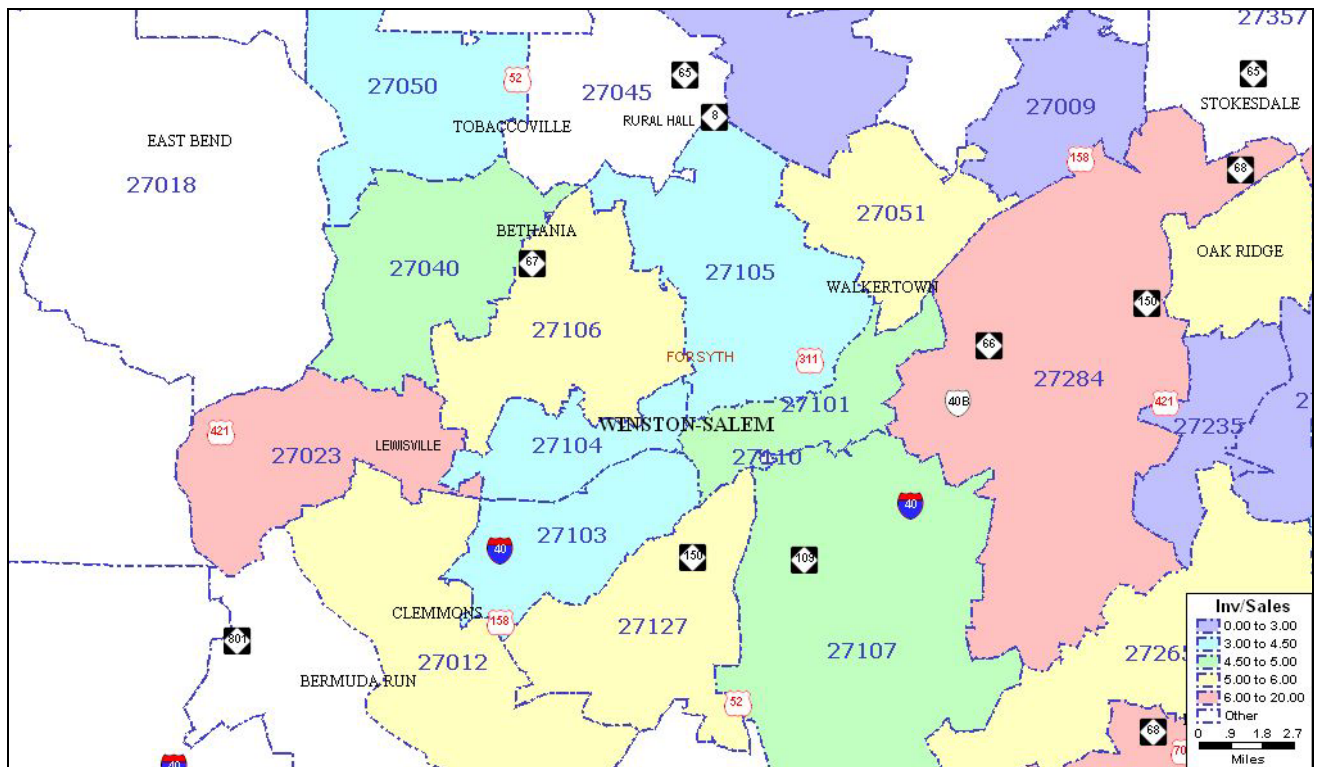 27357
27050
52
27045
65
65
STOKESDALE
27009
RURAL HALL
8
TOBACCOVILLE
EAST BEND
158
68
27018
27051
BETHANIA
OAK RIDGE
67
27040
27105
WALKERTOWN
150
27106
66
FORSYTH
311
27284
40B
421
27101
27235
2
WINSTON-SALEM
421
LEWISVILLE
27104
27023
27110
40
27103
40
150
109
CLEMMONS
158
27127
801
27012
27107
27265
BERMUDA RUN
52
68
70
40
Inv/Sales
0.00 to 3.00
3.00 to 4.50
4.50 to 5.00
5.00 to 6.00
6.00 to 20.00
Other
0 .9 1.8 2.7
Miles